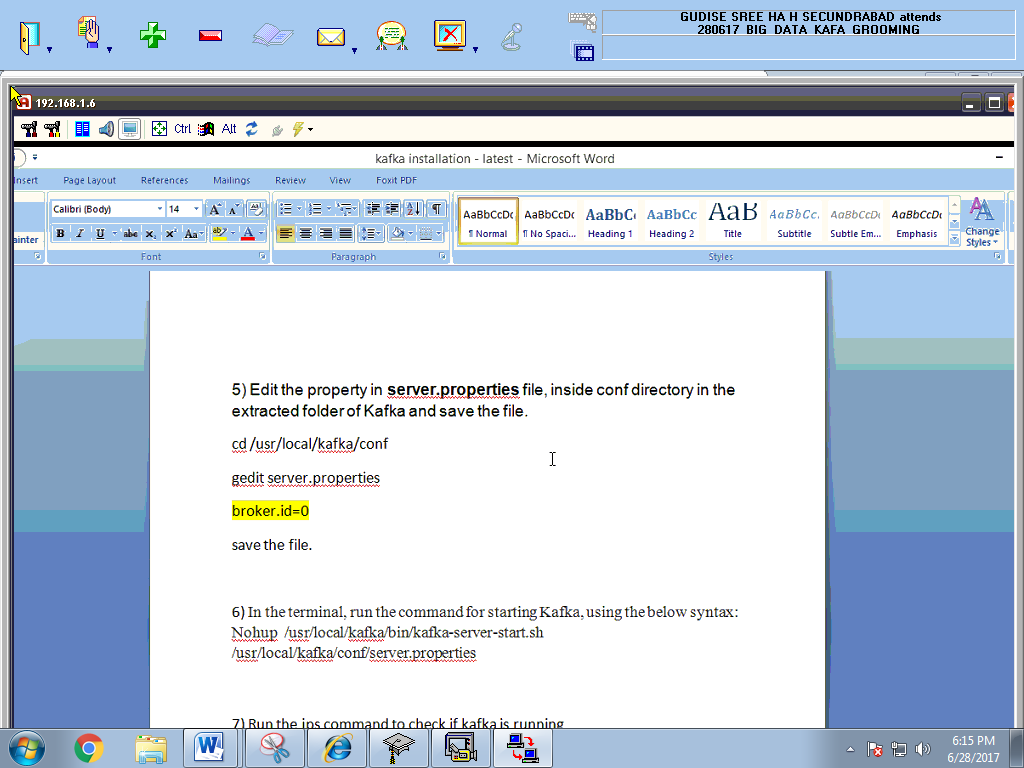 GUDISE SREE HA H SECUNDRABAD attends
280617 BIG DATA KAFA GROOMING
192.168.1.6
Ctrl Alt
kafka installation - latest - Microsoft Word
nsert Page Layout References Mailings Review View Foxit PDF
Calibri (Body) 14
AaBbCcDc AaBbCcDc AaBbCc AaBbCc AaB AaBbCc. AaBbCcDc AaBbCcDc
ainter
¶ Normal ¶ No Spaci... Heading 1 Heading 2 Title Subtitle Subtle Em... Emphasis
Change Styles
Font Paragraph Styles
5) Edit the property in server.properties file, inside conf directory in the
extracted folder of Kafka and save the file.
cd /usr/local/kafka/conf
gedit server.properties
broker.id=0
save the file.
6) In the terminal, run the command for starting Kafka, using the below syntax:
Nohup /usr/local/kafka/bin/kafka-server-start.sh
/usr/local/kafka/conf/server.properties
7) Run the jps command to check if kafka is running
6:15 PM
6/28/2017